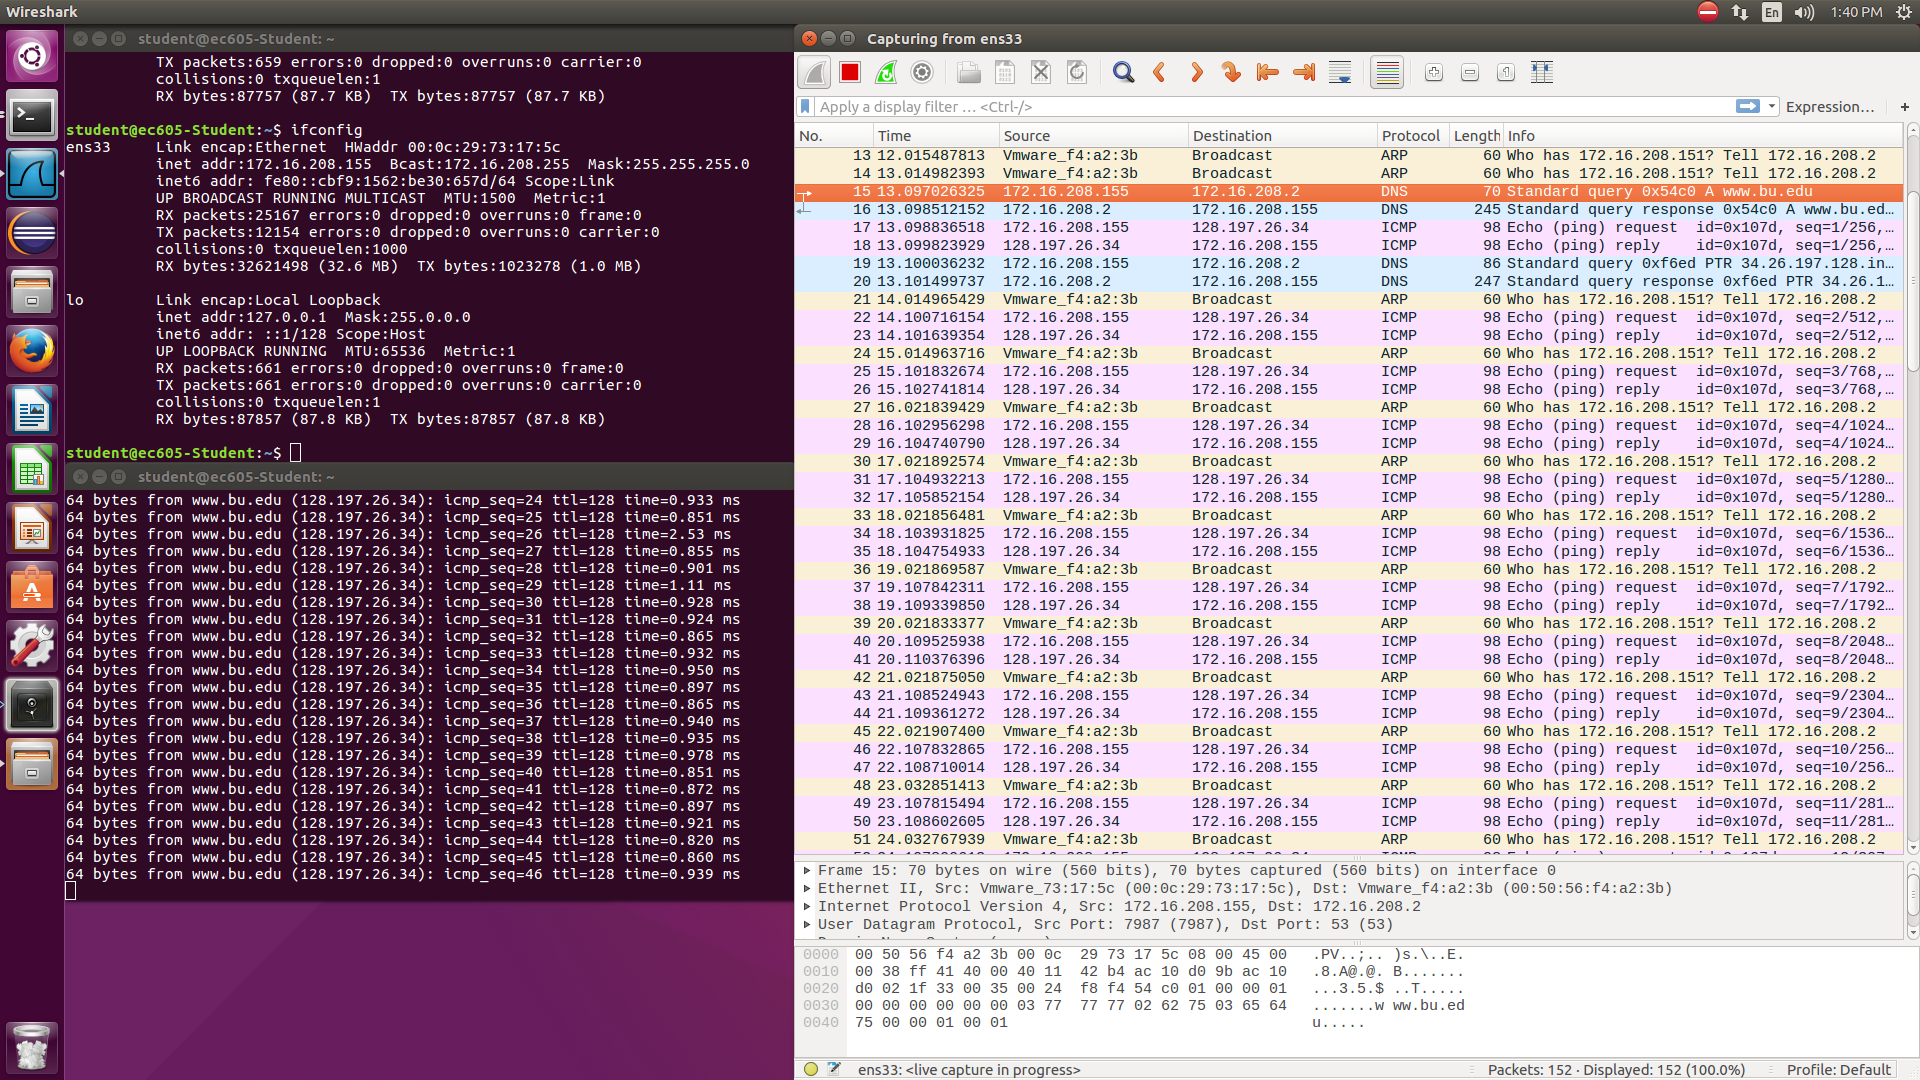 Wireshark
En
1:40 PM
student@ec605-Student: ~
TX packets:659 errors:0 dropped:0 overruns:0 carrier:0
collisions:0 txqueuelen:1
RX bytes:87757 (87.7 KB)  TX bytes:87757 (87.7 KB)
student@ec605-Student:~$ ifconfig
ens33     Link encap:Ethernet  HWaddr 00:0c:29:73:17:5c
inet addr:172.16.208.155  Bcast:172.16.208.255  Mask:255.255.255.0
inet6 addr: fe80::cbf9:1562:be30:657d/64 Scope:Link
UP BROADCAST RUNNING MULTICAST  MTU:1500  Metric:1
RX packets:25167 errors:0 dropped:0 overruns:0 frame:0
TX packets:12154 errors:0 dropped:0 overruns:0 carrier:0
collisions:0 txqueuelen:1000
RX bytes:32621498 (32.6 MB)  TX bytes:1023278 (1.0 MB)
lo        Link encap:Local Loopback
inet addr:127.0.0.1  Mask:255.0.0.0
inet6 addr: ::1/128 Scope:Host
UP LOOPBACK RUNNING  MTU:65536  Metric:1
RX packets:661 errors:0 dropped:0 overruns:0 frame:0
TX packets:661 errors:0 dropped:0 overruns:0 carrier:0
collisions:0 txqueuelen:1
RX bytes:87857 (87.8 KB)  TX bytes:87857 (87.8 KB)
student@ec605-Student:~$
student@ec605-Student: ~
64 bytes from www.bu.edu (128.197.26.34): icmp_seq=24 ttl=128 time=0.933 ms
64 bytes from www.bu.edu (128.197.26.34): icmp_seq=25 ttl=128 time=0.851 ms
64 bytes from www.bu.edu (128.197.26.34): icmp_seq=26 ttl=128 time=2.53 ms
64 bytes from www.bu.edu (128.197.26.34): icmp_seq=27 ttl=128 time=0.855 ms
64 bytes from www.bu.edu (128.197.26.34): icmp_seq=28 ttl=128 time=0.901 ms
64 bytes from www.bu.edu (128.197.26.34): icmp_seq=29 ttl=128 time=1.11 ms
64 bytes from www.bu.edu (128.197.26.34): icmp_seq=30 ttl=128 time=0.928 ms
64 bytes from www.bu.edu (128.197.26.34): icmp_seq=31 ttl=128 time=0.924 ms
64 bytes from www.bu.edu (128.197.26.34): icmp_seq=32 ttl=128 time=0.865 ms
64 bytes from www.bu.edu (128.197.26.34): icmp_seq=33 ttl=128 time=0.932 ms
64 bytes from www.bu.edu (128.197.26.34): icmp_seq=34 ttl=128 time=0.950 ms
64 bytes from www.bu.edu (128.197.26.34): icmp_seq=35 ttl=128 time=0.897 ms
64 bytes from www.bu.edu (128.197.26.34): icmp_seq=36 ttl=128 time=0.865 ms
64 bytes from www.bu.edu (128.197.26.34): icmp_seq=37 ttl=128 time=0.940 ms
64 bytes from www.bu.edu (128.197.26.34): icmp_seq=38 ttl=128 time=0.935 ms
64 bytes from www.bu.edu (128.197.26.34): icmp_seq=39 ttl=128 time=0.978 ms
64 bytes from www.bu.edu (128.197.26.34): icmp_seq=40 ttl=128 time=0.851 ms
64 bytes from www.bu.edu (128.197.26.34): icmp_seq=41 ttl=128 time=0.872 ms
64 bytes from www.bu.edu (128.197.26.34): icmp_seq=42 ttl=128 time=0.897 ms
64 bytes from www.bu.edu (128.197.26.34): icmp_seq=43 ttl=128 time=0.921 ms
64 bytes from www.bu.edu (128.197.26.34): icmp_seq=44 ttl=128 time=0.820 ms
64 bytes from www.bu.edu (128.197.26.34): icmp_seq=45 ttl=128 time=0.860 ms
64 bytes from www.bu.edu (128.197.26.34): icmp_seq=46 ttl=128 time=0.939 ms
Capturing from ens33
Apply a display filter … <Ctrl-/>
Expression…
+
No. Time Source Destination Protocol Length Info
13 12.015487813 Vmware_f4:a2:3b Broadcast ARP 60 Who has 172.16.208.151? Tell 172.16.208.2
14 13.014982393 Vmware_f4:a2:3b Broadcast ARP 60 Who has 172.16.208.151? Tell 172.16.208.2
15 13.097026325 172.16.208.155 172.16.208.2 DNS 70 Standard query 0x54c0 A www.bu.edu
16 13.098512152 172.16.208.2 172.16.208.155 DNS 245 Standard query response 0x54c0 A www.bu.ed…
17 13.098836518 172.16.208.155 128.197.26.34 ICMP 98 Echo (ping) request id=0x107d, seq=1/256,…
18 13.099823929 128.197.26.34 172.16.208.155 ICMP 98 Echo (ping) reply id=0x107d, seq=1/256,…
19 13.100036232 172.16.208.155 172.16.208.2 DNS 86 Standard query 0xf6ed PTR 34.26.197.128.in…
20 13.101499737 172.16.208.2 172.16.208.155 DNS 247 Standard query response 0xf6ed PTR 34.26.1…
21 14.014965429 Vmware_f4:a2:3b Broadcast ARP 60 Who has 172.16.208.151? Tell 172.16.208.2
22 14.100716154 172.16.208.155 128.197.26.34 ICMP 98 Echo (ping) request id=0x107d, seq=2/512,…
23 14.101639354 128.197.26.34 172.16.208.155 ICMP 98 Echo (ping) reply id=0x107d, seq=2/512,…
24 15.014963716 Vmware_f4:a2:3b Broadcast ARP 60 Who has 172.16.208.151? Tell 172.16.208.2
25 15.101832674 172.16.208.155 128.197.26.34 ICMP 98 Echo (ping) request id=0x107d, seq=3/768,…
26 15.102741814 128.197.26.34 172.16.208.155 ICMP 98 Echo (ping) reply id=0x107d, seq=3/768,…
27 16.021839429 Vmware_f4:a2:3b Broadcast ARP 60 Who has 172.16.208.151? Tell 172.16.208.2
28 16.102956298 172.16.208.155 128.197.26.34 ICMP 98 Echo (ping) request id=0x107d, seq=4/1024…
29 16.104740790 128.197.26.34 172.16.208.155 ICMP 98 Echo (ping) reply id=0x107d, seq=4/1024…
30 17.021892574 Vmware_f4:a2:3b Broadcast ARP 60 Who has 172.16.208.151? Tell 172.16.208.2
31 17.104932213 172.16.208.155 128.197.26.34 ICMP 98 Echo (ping) request id=0x107d, seq=5/1280…
32 17.105852154 128.197.26.34 172.16.208.155 ICMP 98 Echo (ping) reply id=0x107d, seq=5/1280…
33 18.021856481 Vmware_f4:a2:3b Broadcast ARP 60 Who has 172.16.208.151? Tell 172.16.208.2
34 18.103931825 172.16.208.155 128.197.26.34 ICMP 98 Echo (ping) request id=0x107d, seq=6/1536…
35 18.104754933 128.197.26.34 172.16.208.155 ICMP 98 Echo (ping) reply id=0x107d, seq=6/1536…
36 19.021869587 Vmware_f4:a2:3b Broadcast ARP 60 Who has 172.16.208.151? Tell 172.16.208.2
37 19.107842311 172.16.208.155 128.197.26.34 ICMP 98 Echo (ping) request id=0x107d, seq=7/1792…
38 19.109339850 128.197.26.34 172.16.208.155 ICMP 98 Echo (ping) reply id=0x107d, seq=7/1792…
39 20.021833377 Vmware_f4:a2:3b Broadcast ARP 60 Who has 172.16.208.151? Tell 172.16.208.2
40 20.109525938 172.16.208.155 128.197.26.34 ICMP 98 Echo (ping) request id=0x107d, seq=8/2048…
41 20.110376396 128.197.26.34 172.16.208.155 ICMP 98 Echo (ping) reply id=0x107d, seq=8/2048…
42 21.021875050 Vmware_f4:a2:3b Broadcast ARP 60 Who has 172.16.208.151? Tell 172.16.208.2
43 21.108524943 172.16.208.155 128.197.26.34 ICMP 98 Echo (ping) request id=0x107d, seq=9/2304…
44 21.109361272 128.197.26.34 172.16.208.155 ICMP 98 Echo (ping) reply id=0x107d, seq=9/2304…
45 22.021907400 Vmware_f4:a2:3b Broadcast ARP 60 Who has 172.16.208.151? Tell 172.16.208.2
46 22.107832865 172.16.208.155 128.197.26.34 ICMP 98 Echo (ping) request id=0x107d, seq=10/256…
47 22.108710014 128.197.26.34 172.16.208.155 ICMP 98 Echo (ping) reply id=0x107d, seq=10/256…
48 23.032851413 Vmware_f4:a2:3b Broadcast ARP 60 Who has 172.16.208.151? Tell 172.16.208.2
49 23.107815494 172.16.208.155 128.197.26.34 ICMP 98 Echo (ping) request id=0x107d, seq=11/281…
50 23.108602605 128.197.26.34 172.16.208.155 ICMP 98 Echo (ping) reply id=0x107d, seq=11/281…
51 24.032767939 Vmware_f4:a2:3b Broadcast ARP 60 Who has 172.16.208.151? Tell 172.16.208.2
Frame 15: 70 bytes on wire (560 bits), 70 bytes captured (560 bits) on interface 0
Ethernet II, Src: Vmware_73:17:5c (00:0c:29:73:17:5c), Dst: Vmware_f4:a2:3b (00:50:56:f4:a2:3b)
Internet Protocol Version 4, Src: 172.16.208.155, Dst: 172.16.208.2
User Datagram Protocol, Src Port: 7987 (7987), Dst Port: 53 (53)
0000 00 50 56 f4 a2 3b 00 0c 29 73 17 5c 08 00 45 00 .PV..;.. )s.\..E.
0010 00 38 ff 41 40 00 40 11 42 b4 ac 10 d0 9b ac 10 .8.A@.@. B.......
0020 d0 02 1f 33 00 35 00 24 f8 f4 54 c0 01 00 00 01 ...3.5.$ ..T.....
0030 00 00 00 00 00 00 03 77 77 77 02 62 75 03 65 64 .......w ww.bu.ed
0040 75 00 00 01 00 01 u.....
ens33: <live capture in progress>
Packets: 152 · Displayed: 152 (100.0%)
Profile: Default